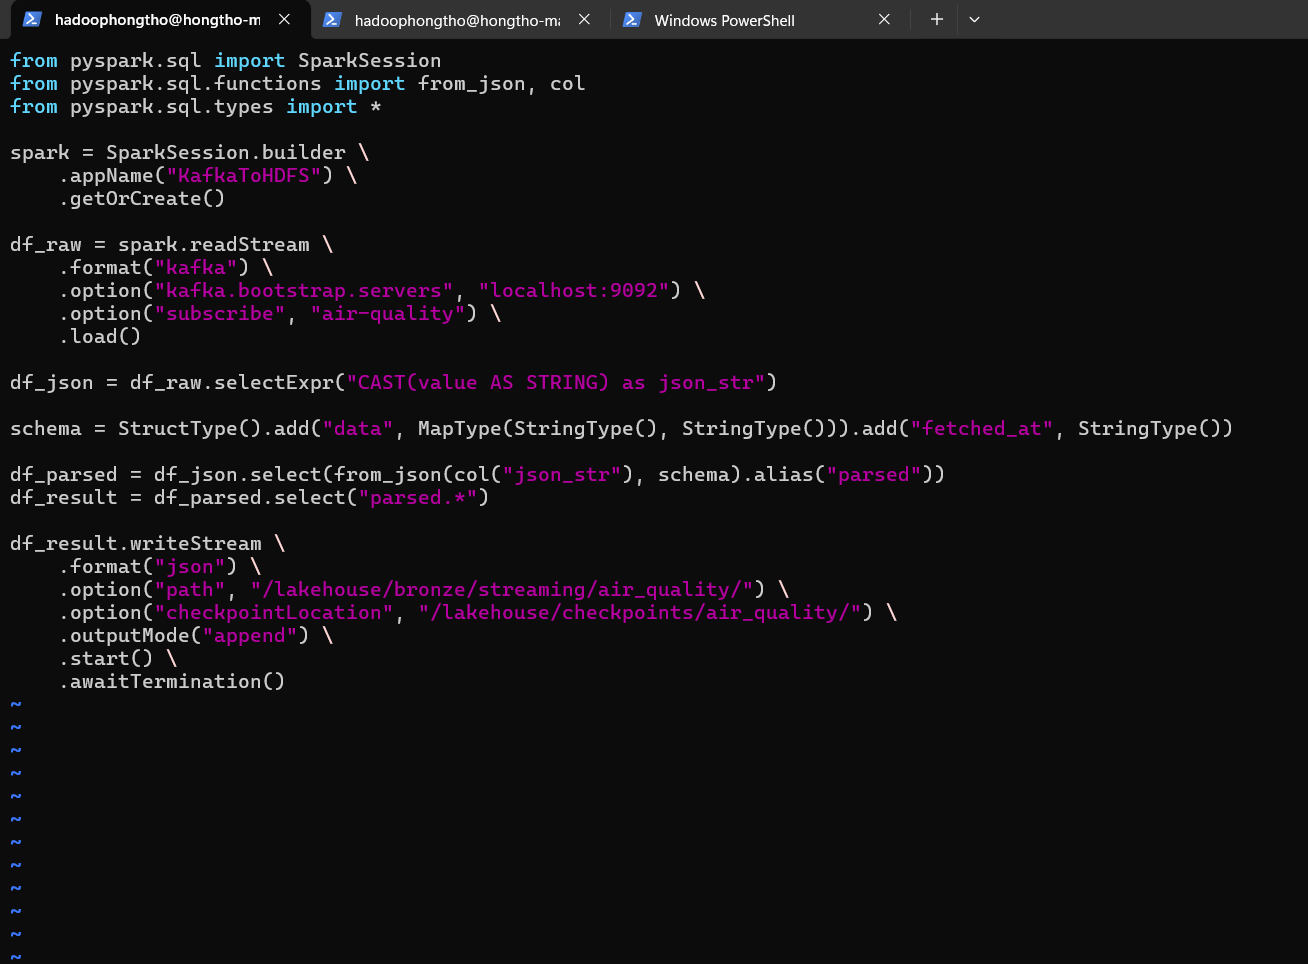 hadoophongtho@hongtho-m
hadoophongtho@hongtho-ma
Windows PowerShell
from pyspark.sql import SparkSession
from pyspark.sql.functions import from_json, col
from pyspark.sql.types import *
spark = SparkSession.builder \
    .appName("KafkaToHDFS") \
    .getOrCreate()
df_raw = spark.readStream \
    .format("kafka") \
    .option("kafka.bootstrap.servers", "localhost:9092") \
    .option("subscribe", "air-quality") \
    .load()
df_json = df_raw.selectExpr("CAST(value AS STRING) as json_str")
schema = StructType().add("data", MapType(StringType(), StringType())).add("fetched_at", StringType())
df_parsed = df_json.select(from_json(col("json_str"), schema).alias("parsed"))
df_result = df_parsed.select("parsed.*")
df_result.writeStream \
    .format("json") \
    .option("path", "/lakehouse/bronze/streaming/air_quality/") \
    .option("checkpointLocation", "/lakehouse/checkpoints/air_quality/") \
    .outputMode("append") \
    .start() \
    .awaitTermination()
~
~
~
~
~
~
~
~
~
~
~
~